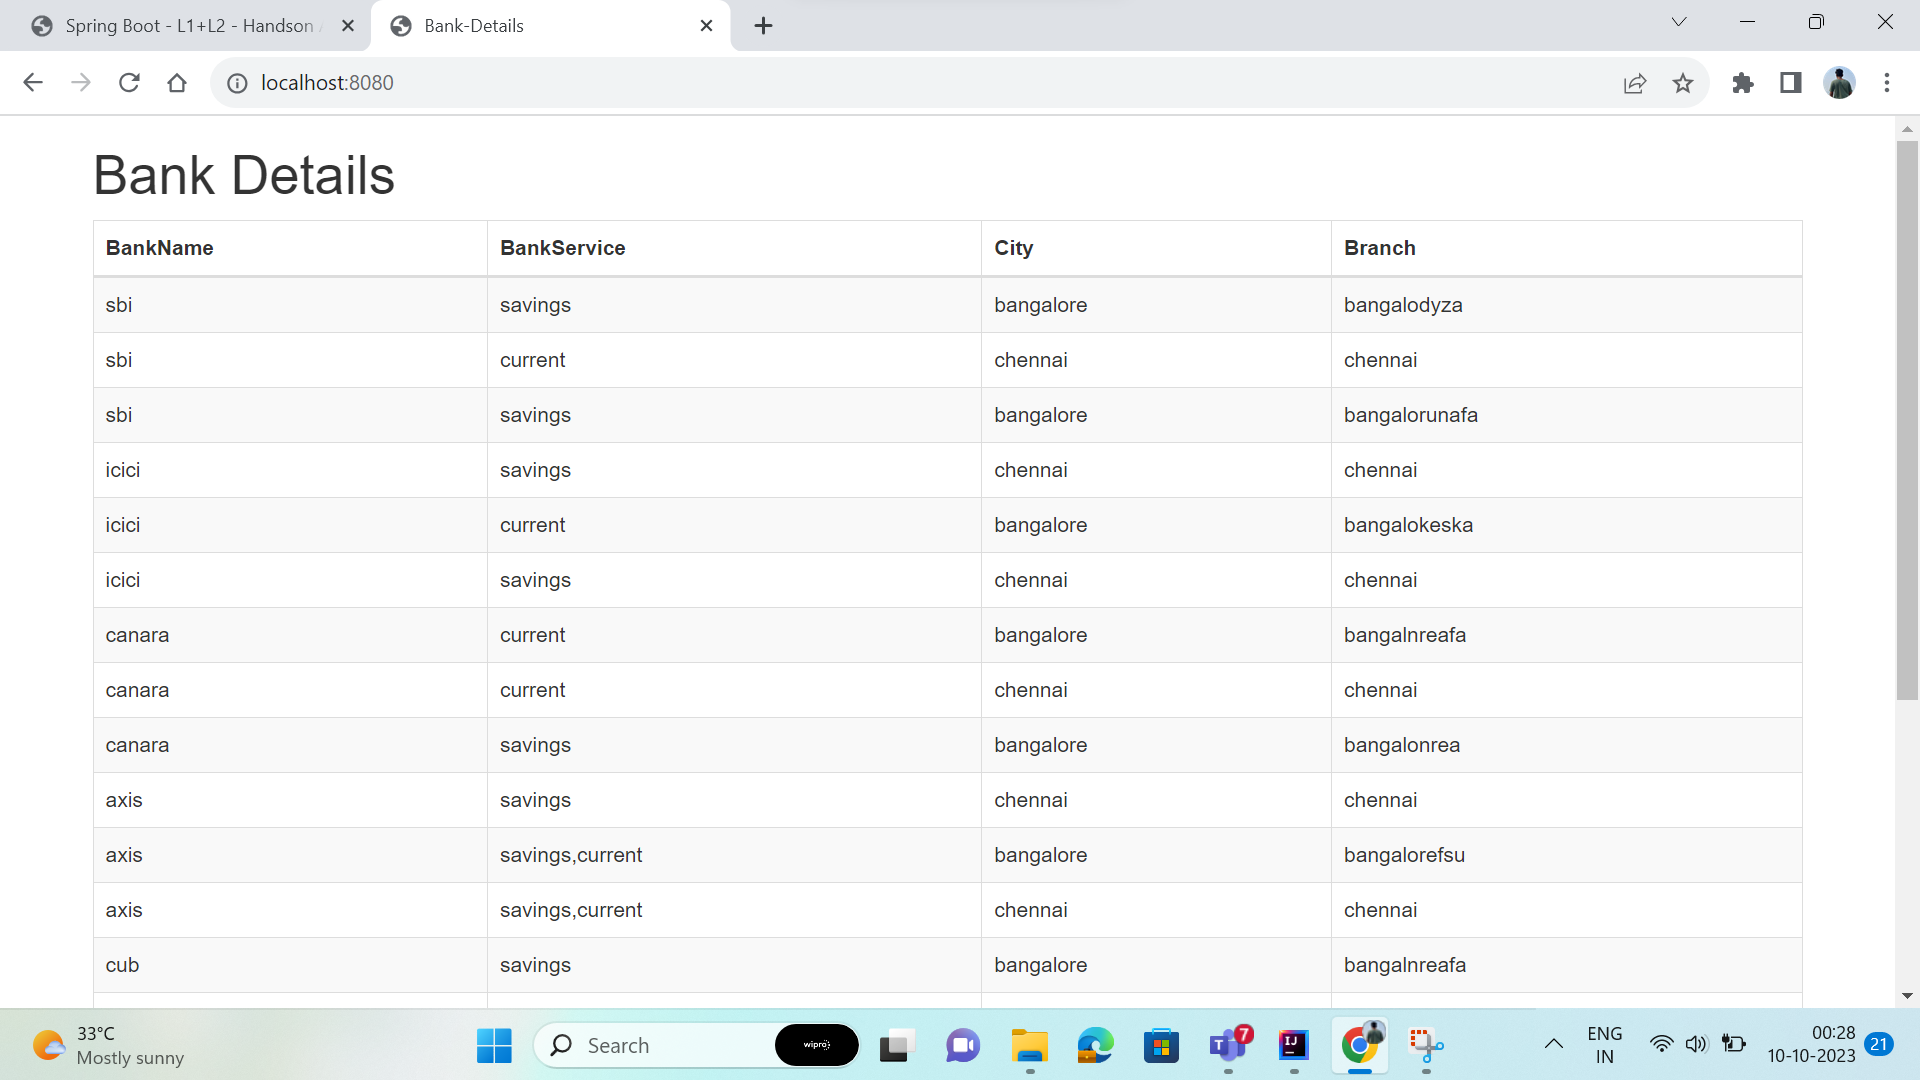 Spring Boot - L1+L2 - Handson
Bank-Details
localhost:8080
Bank Details
BankName BankService City Branch
sbi savings bangalore bangalodyza
sbi current chennai chennai
sbi savings bangalore bangalorunafa
icici savings chennai chennai
icici current bangalore bangalokeska
icici savings chennai chennai
canara current bangalore bangalnreafa
canara current chennai chennai
canara savings bangalore bangalonrea
axis savings chennai chennai
axis savings,current bangalore bangalorefsu
axis savings,current chennai chennai
cub savings bangalore bangalnreafa
33°C
Mostly sunny
Search
wipro
7
IJ
ENG
IN
00:28
10-10-2023
21